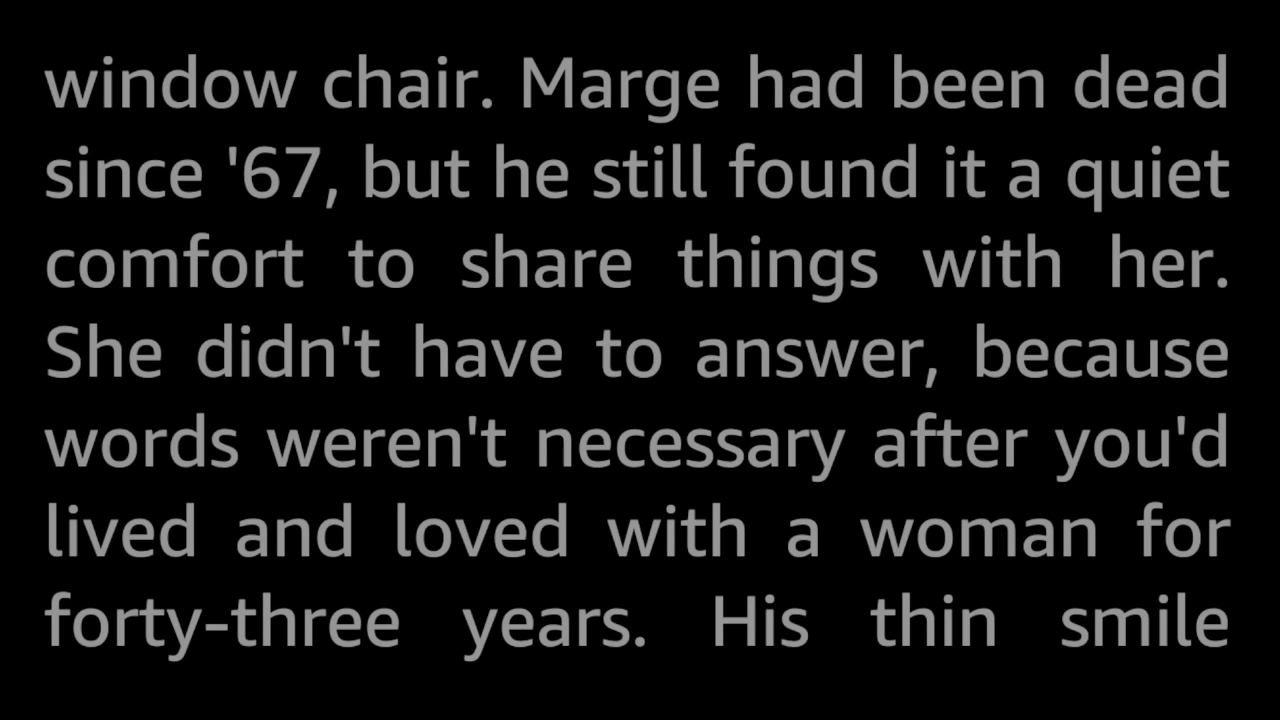 window chair. Marge had been dead
since '67, but he still found it a quiet
comfort to share things with her.
She didn't have to answer, because
words weren't necessary after you'd
lived and loved with a woman for
forty-three years. His thin smile